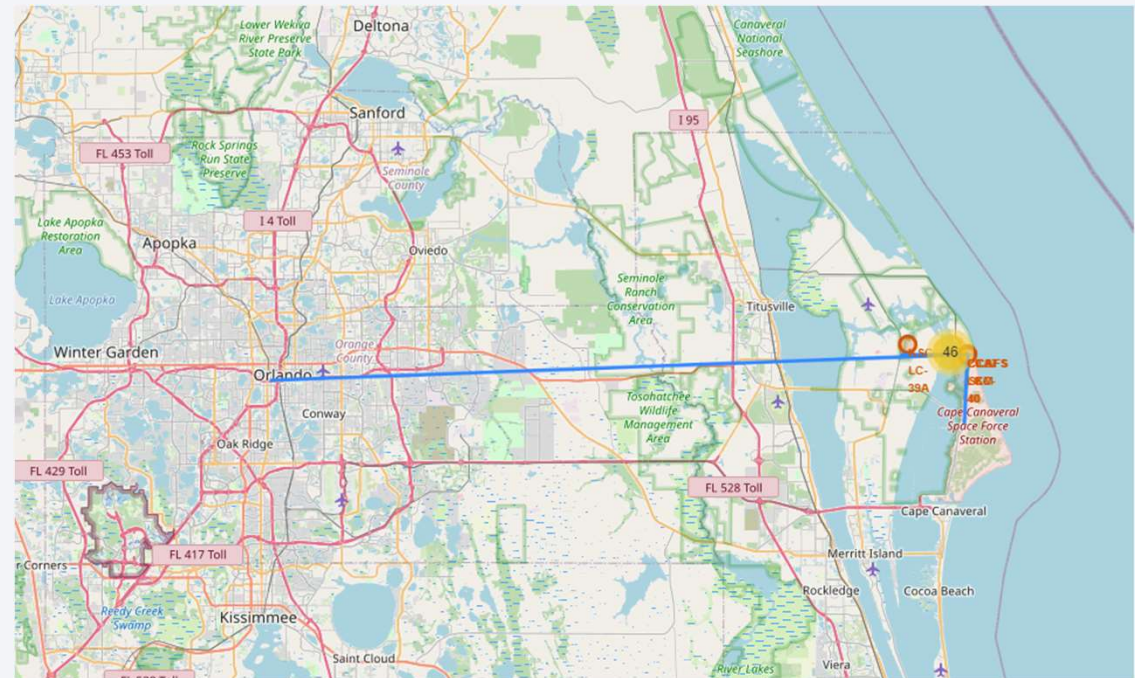 Lower Wekiva
River Preserve
State Park
Deltona
Canaveral
National
Seashore
Sanford
I 95
FL 453 Toll
Rock Springs
Run State
Preserve
Seminole
County
I 4 Toll
Lake Apopka
Restoration
Area
Apopka
Oviedo
Seminole
Ranch
Conservation
Area
Lake Apopka
Titusville
Winter Garden
Orange
County
46
Orlando
LC-
39A
40
Tosohatchee
Wildlife
Management
Area
Conway
Cape Canaveral
Space Force
Station
Oak Ridge
FL 429 Toll
FL 528 Toll
Cape Canaveral
FL 417 Toll
Merritt Island
r Corners
Rockledge
Cocoa Beach
Reedy Creek
Swamp
Kissimmee
Saint Cloud
Viera
River Lakes